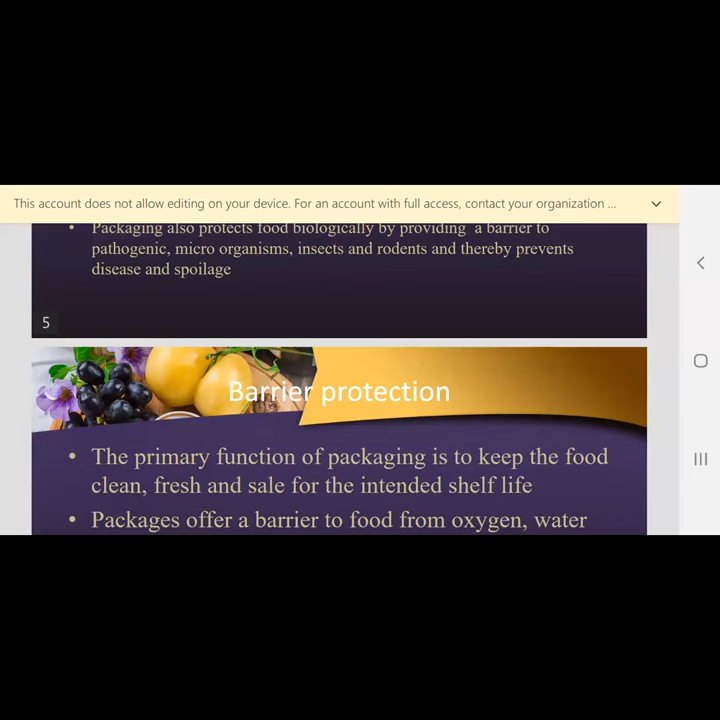 This account does not allow editing on your device. For an account with full access, contact your organization ...
• Packaging also protects food biologically by providing a barrier to
pathogenic, micro organisms, insects and rodents and thereby prevents
disease and spoilage
5
Barrier protection
• The primary function of packaging is to keep the food
clean, fresh and sale for the intended shelf life
• Packages offer a barrier to food from oxygen, water